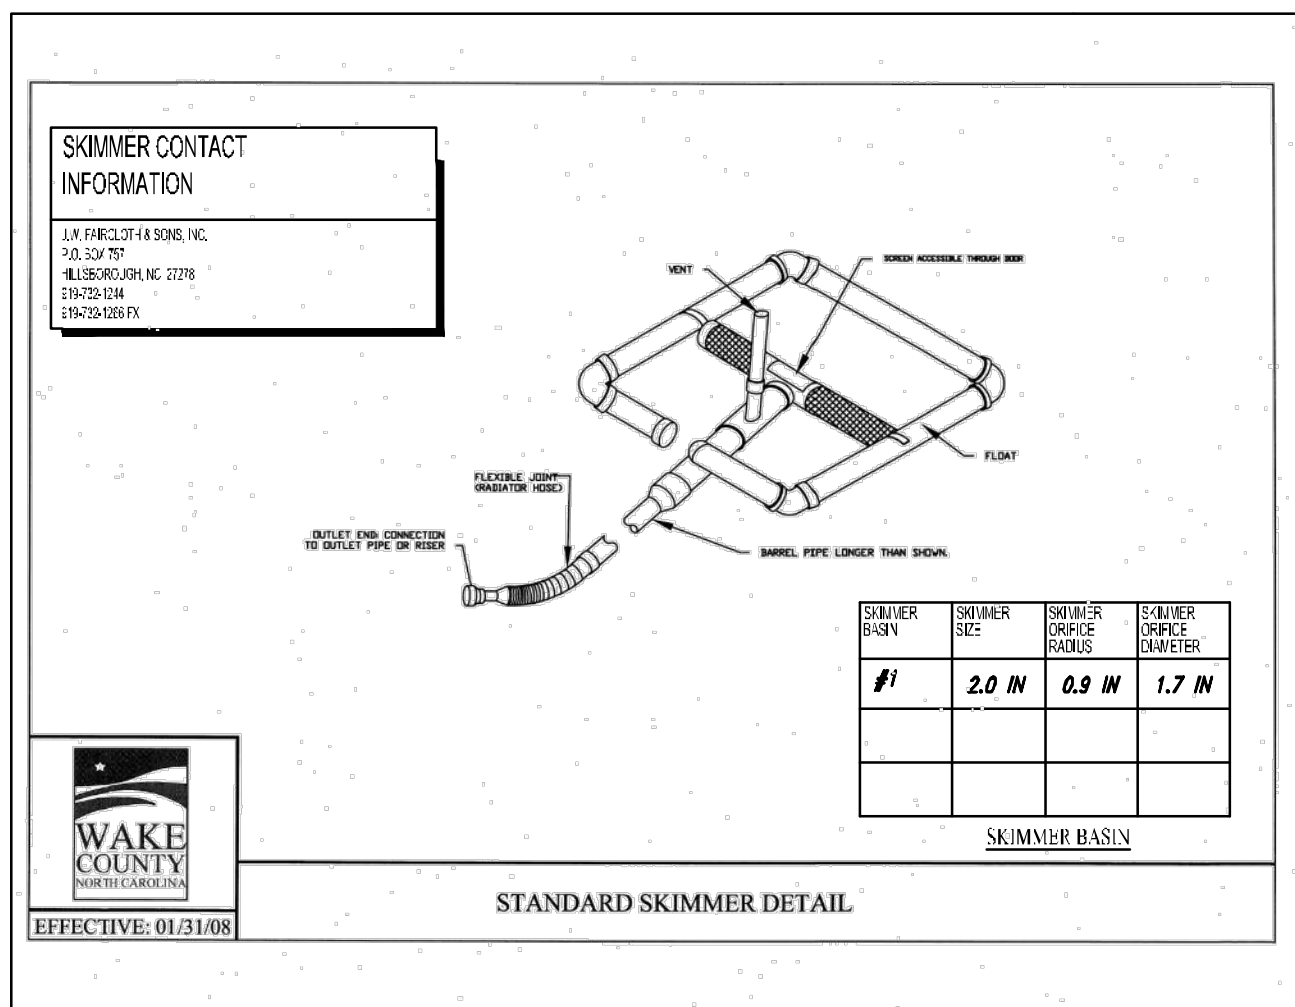 SKIMMER CONTACT
INFORMATION
J.W. FAIRCLOTH & SONS, INC.
P.O. BOX 757
HILLSBOROUGH, NC 27278
919-732-1244
919-732-1266 FX
VENT
SCREEN ACCESSIBLE THROUGH DOOR
FLOAT
FLEXIBLE JOINT
(RADIATOR HOSE)
OUTLET END: CONNECTION
TO OUTLET PIPE OR RISER
BARREL PIPE LONGER THAN SHOWN.
SKIMMER BASIN
SKIMMER SIZE
SKIMMER ORIFICE RADIUS
SKIMMER ORIFICE DIAMETER
#1
2.0 IN
0.9 IN
1.7 IN
SKIMMER BASIN
WAKE
COUNTY
NORTH CAROLINA
EFFECTIVE: 01/31/08
STANDARD SKIMMER DETAIL